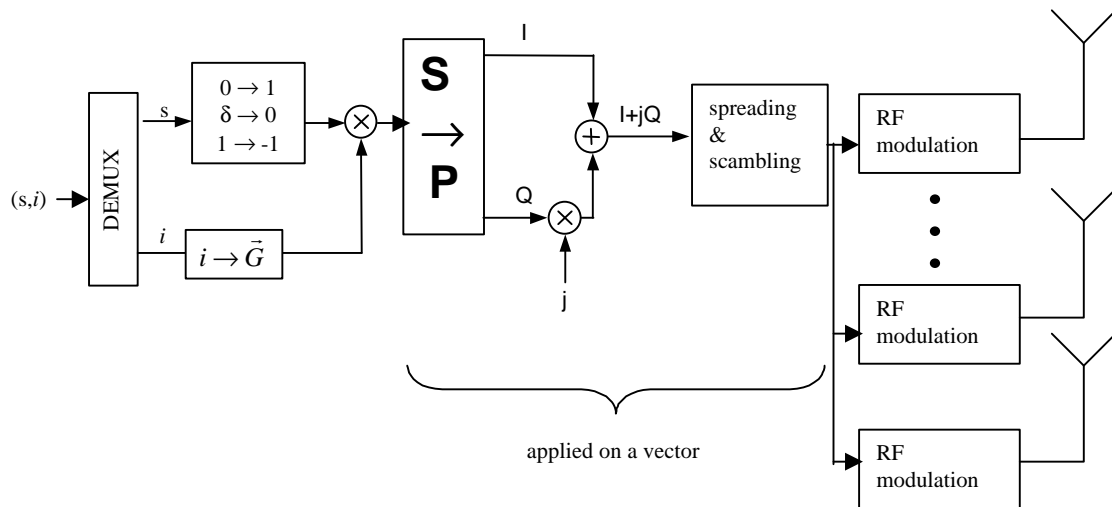 (s,i)
DEMUX
s
i
0 → 1
δ → 0
1 → -1
i → G⃗
×
S
→
P
I
Q
+
×
j
I+jQ
spreading
&
scambling
applied on a vector
RF
modulation
RF
modulation
RF
modulation